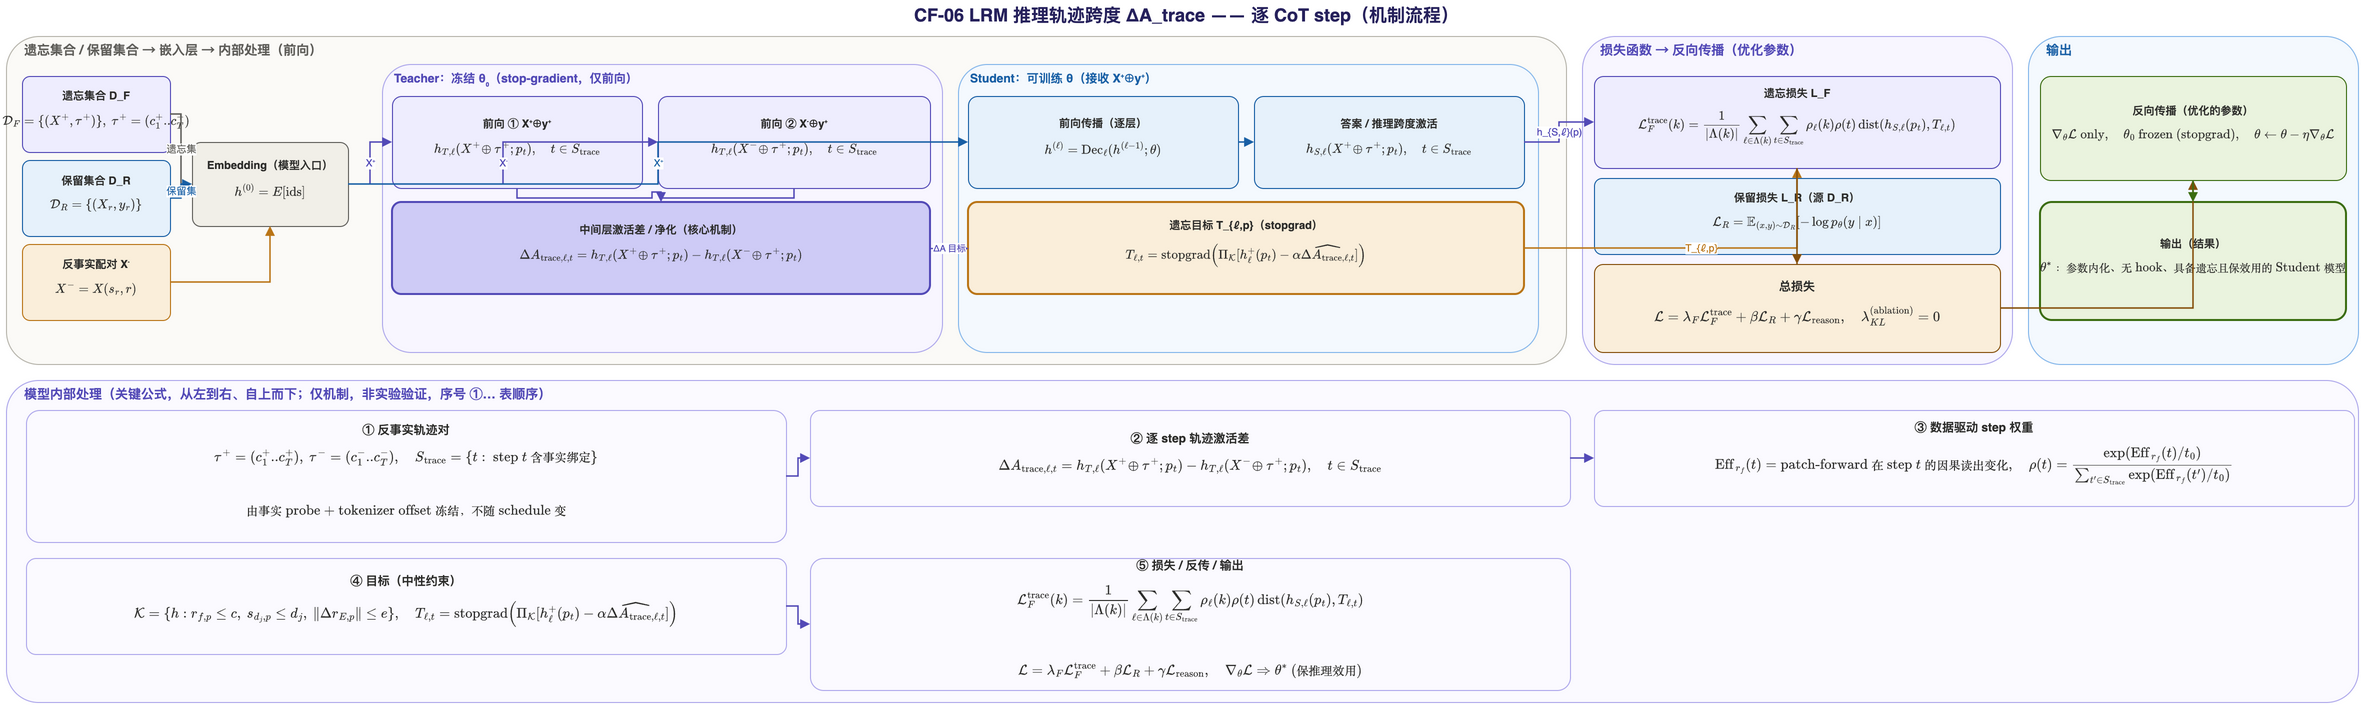 CF-06 LRM 推理轨迹跨度 ΔA_trace —— 逐 CoT step（机制流程）
遗忘集合 / 保留集合 → 嵌入层 → 内部处理（前向）
遗忘集合 D_F
𝒟_F = {(X⁺, τ⁺)}, τ⁺ = (c₁⁺..c_T⁺)
保留集合 D_R
𝒟_R = {(X_r, y_r)}
反事实配对 X⁻
X⁻ = X(s_r, r)
遗忘集
保留集
Embedding（模型入口）
h^{(0)} = E[ids]
Teacher：冻结 θ₀（stop-gradient，仅前向）
前向 ① X⁺⊕y⁺
h_{T,ℓ}(X⁺ ⊕ τ⁺; p_t), t ∈ S_trace
前向 ② X⁻⊕y⁺
h_{T,ℓ}(X⁻ ⊕ τ⁺; p_t), t ∈ S_trace
X⁺
X⁻
X⁺
中间层激活差 / 净化（核心机制）
ΔA_{trace,ℓ,t} = h_{T,ℓ}(X⁺ ⊕ τ⁺; p_t) − h_{T,ℓ}(X⁻ ⊕ τ⁺; p_t)
ΔA 目标
Student：可训练 θ（接收 X⁺⊕y⁺）
前向传播（逐层）
h^{(ℓ)} = Dec_ℓ(h^{(ℓ−1)}; θ)
答案 / 推理跨度激活
h_{S,ℓ}(X⁺ ⊕ τ⁺; p_t), t ∈ S_trace
遗忘目标 T_{ℓ,p}（stopgrad）
T_{ℓ,t} = stopgrad(Π_𝒦[h_ℓ⁺(p_t) − α\widehat{ΔA_{trace,ℓ,t}}])
h_{S,ℓ}(p)
T_{ℓ,p}
损失函数 → 反向传播（优化参数）
遗忘损失 L_F
ℒ_F^{trace}(k) = \frac{1}{|Λ(k)|} ∑_{ℓ∈Λ(k)} ∑_{t∈S_trace} ρ_ℓ(k)ρ(t) dist(h_{S,ℓ}(p_t), T_{ℓ,t})
保留损失 L_R（源 D_R）
ℒ_R = 𝔼_{(x,y)∼𝒟_R}[− log p_θ(y | x)]
总损失
ℒ = λ_F ℒ_F^{trace} + βℒ_R + γℒ_reason, λ_{KL}^{(ablation)} = 0
输出
反向传播（优化的参数）
∇_θℒ only, θ₀ frozen (stopgrad), θ ← θ − η∇_θℒ
输出（结果）
θ*：参数内化、无 hook、具备遗忘且保效用的 Student 模型
模型内部处理（关键公式，从左到右、自上而下；仅机制，非实验验证，序号 ①… 表顺序）
① 反事实轨迹对
τ⁺ = (c₁⁺..c_T⁺), τ⁻ = (c₁⁻..c_T⁻), S_trace = {t : step t 含事实绑定}
由事实 probe + tokenizer offset 冻结，不随 schedule 变
② 逐 step 轨迹激活差
ΔA_{trace,ℓ,t} = h_{T,ℓ}(X⁺ ⊕ τ⁺; p_t) − h_{T,ℓ}(X⁻ ⊕ τ⁺; p_t), t ∈ S_trace
③ 数据驱动 step 权重
Eff_{r_f}(t) = patch-forward 在 step t 的因果读出变化, ρ(t) = \frac{exp(Eff_{r_f}(t)/t₀)}{∑_{t′∈S_trace} exp(Eff_{r_f}(t′)/t₀)}
④ 目标（中性约束）
𝒦 = {h : r_{f,p} ≤ c, s_{d_j,p} ≤ d_j, ‖Δr_{E,p}‖ ≤ e}, T_{ℓ,t} = stopgrad(Π_𝒦[h_ℓ⁺(p_t) − α\widehat{ΔA_{trace,ℓ,t}}])
⑤ 损失 / 反传 / 输出
ℒ_F^{trace}(k) = \frac{1}{|Λ(k)|} ∑_{ℓ∈Λ(k)} ∑_{t∈S_trace} ρ_ℓ(k)ρ(t) dist(h_{S,ℓ}(p_t), T_{ℓ,t})
ℒ = λ_F ℒ_F^{trace} + βℒ_R + γℒ_reason, ∇_θℒ ⇒ θ* (保推理效用)